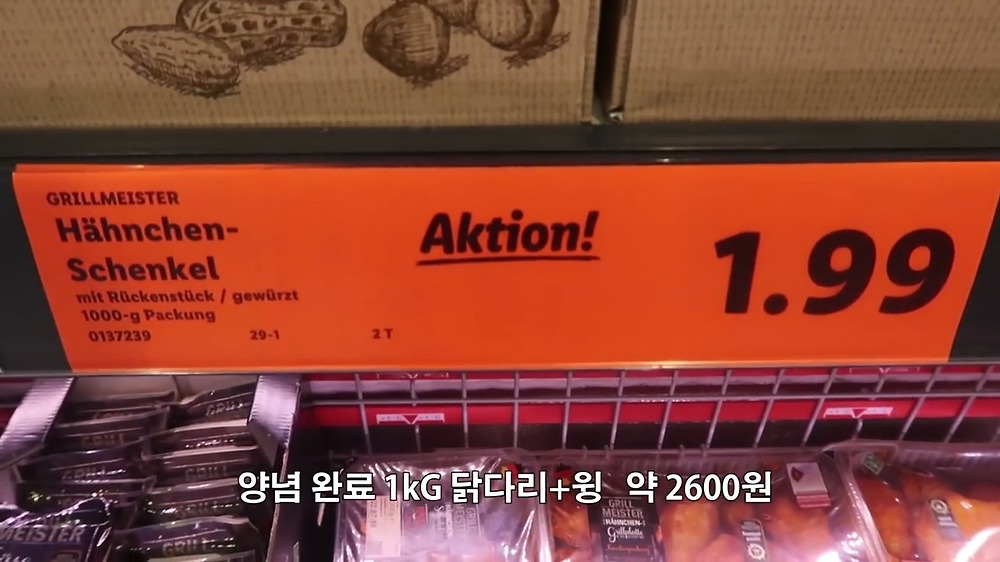 GRILLMEISTER
Hähnchen-
Schenkel
mit Rückenstück / gewürzt
1000-g Packung
0137239 29-1 2 T
Aktion!
1.99
양념 완료 1kG 닭다리+윙 약 2600원
GRILL
MEISTER
HÄHNCHEN-
Grillplatte